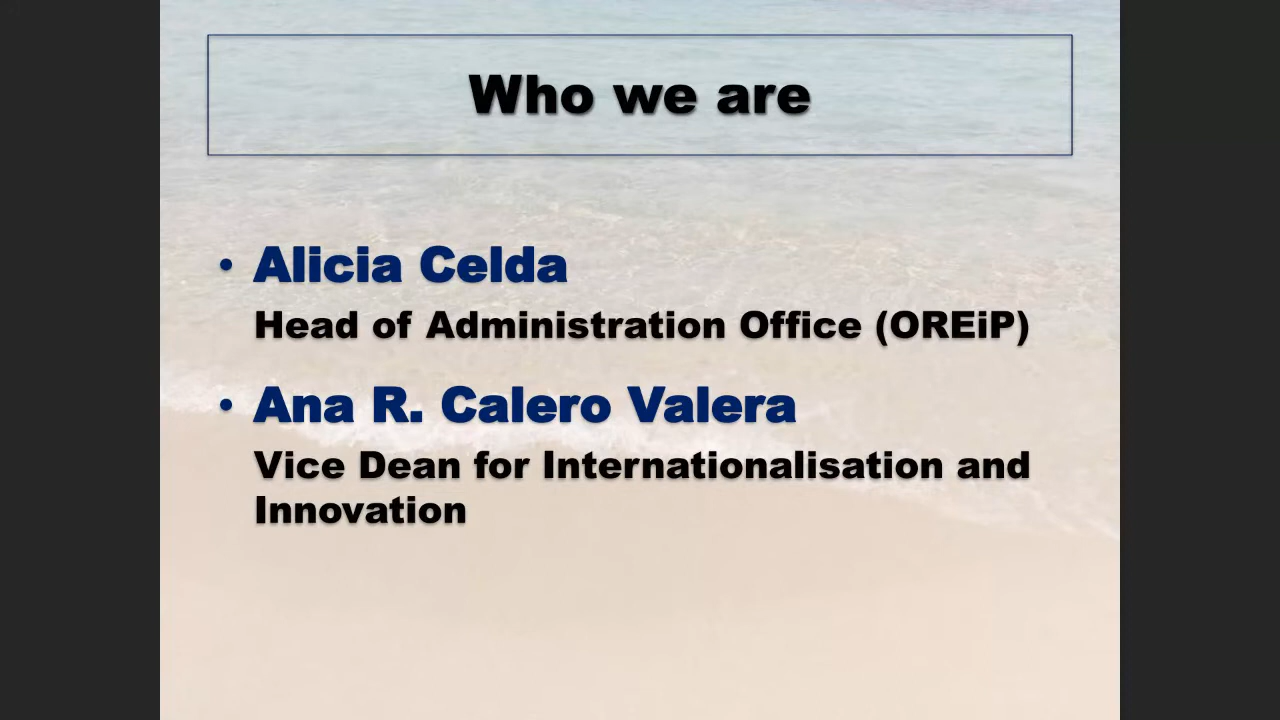 Who we are
• Alicia Celda
Head of Administration Office (OREiP)
• Ana R. Calero Valera
Vice Dean for Internationalisation and
Innovation